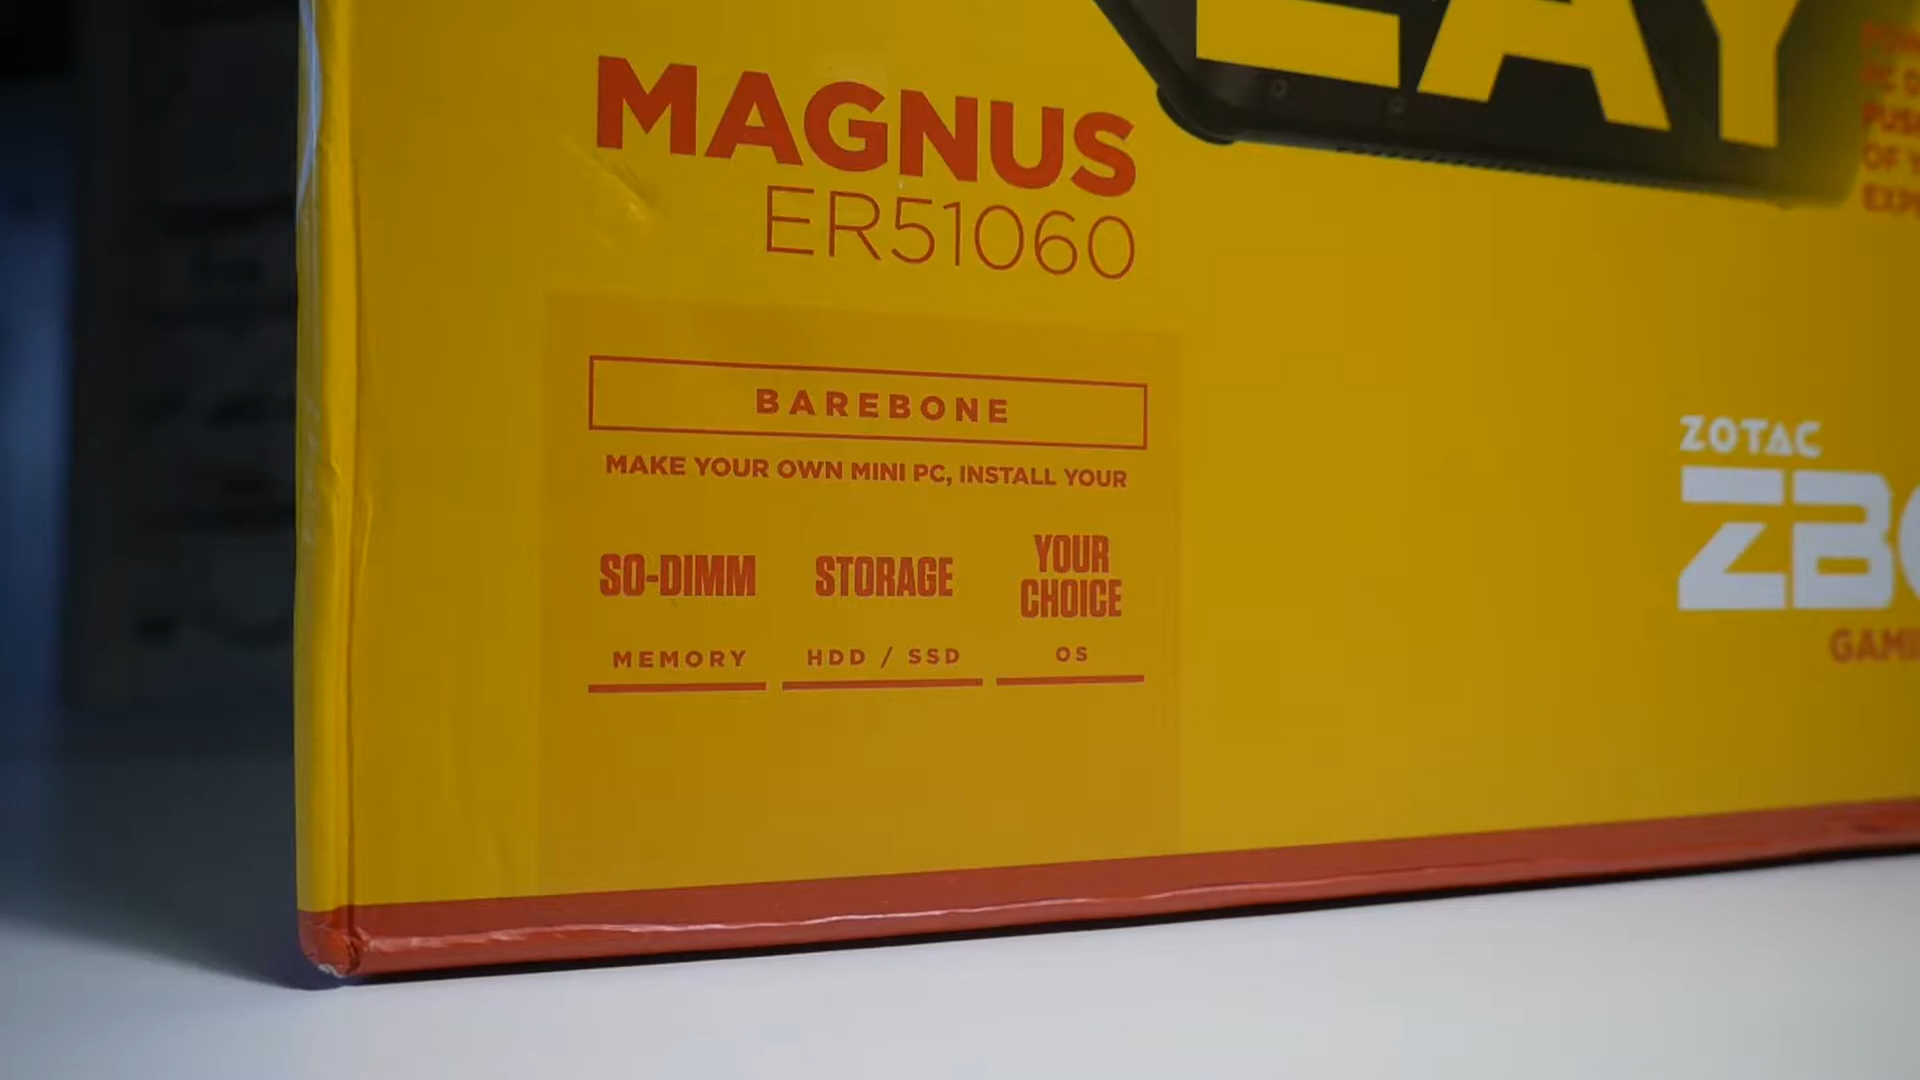 LAY
MAGNUS
ER51060
BAREBONE
MAKE YOUR OWN MINI PC, INSTALL YOUR
SO-DIMM
MEMORY
STORAGE
HDD / SSD
YOUR
CHOICE
OS
ZOTAC